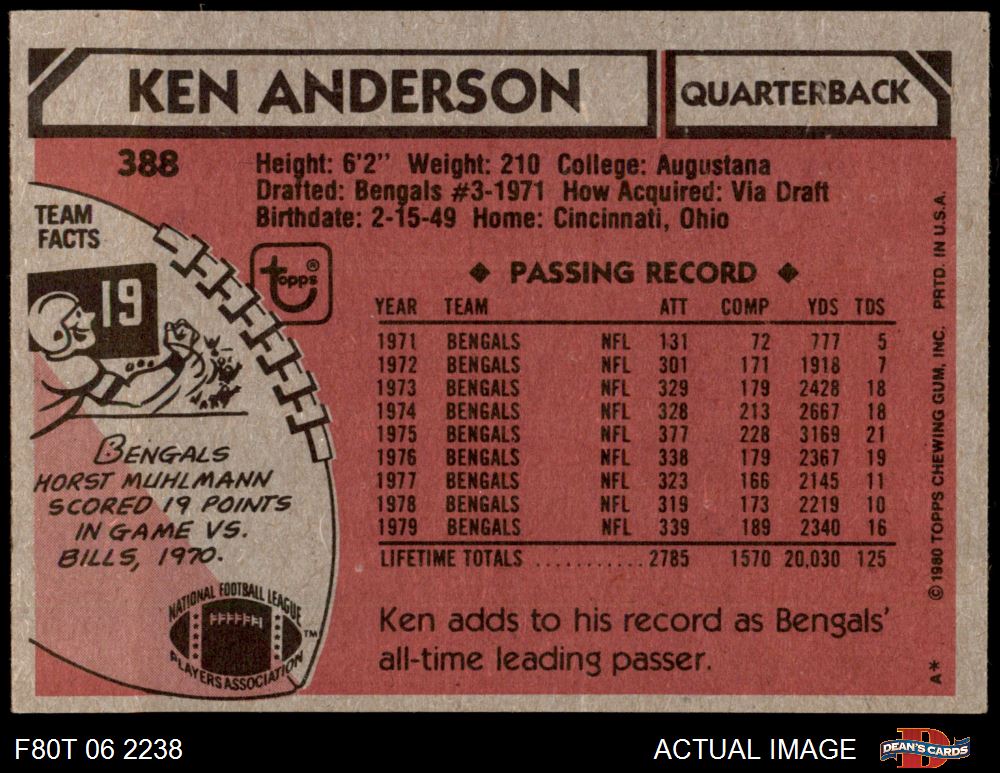 KEN ANDERSON
QUARTERBACK
388
Height: 6'2" Weight: 210 College: Augustana
Drafted: Bengals #3-1971 How Acquired: Via Draft
Birthdate: 2-15-49 Home: Cincinnati, Ohio
TEAM
FACTS
19
BENGALS
HORST MUHLMANN
SCORED 19 POINTS
IN GAME VS.
BILLS, 1970.
NATIONAL FOOTBALL LEAGUE
PLAYERS ASSOCIATION
TM
topps®
◆ PASSING RECORD ◆
YEAR TEAM ATT COMP YDS TDS
1971 BENGALS NFL 131 72 777 5
1972 BENGALS NFL 301 171 1918 7
1973 BENGALS NFL 329 179 2428 18
1974 BENGALS NFL 328 213 2667 18
1975 BENGALS NFL 377 228 3169 21
1976 BENGALS NFL 338 179 2367 19
1977 BENGALS NFL 323 166 2145 11
1978 BENGALS NFL 319 173 2219 10
1979 BENGALS NFL 339 189 2340 16
LIFETIME TOTALS ........... 2785 1570 20,030 125
Ken adds to his record as Bengals'
all-time leading passer.
A* © 1980 TOPPS CHEWING GUM, INC. PRTD. IN U.S.A.
F80T 06 2238
ACTUAL IMAGE
DEAN'S CARDS